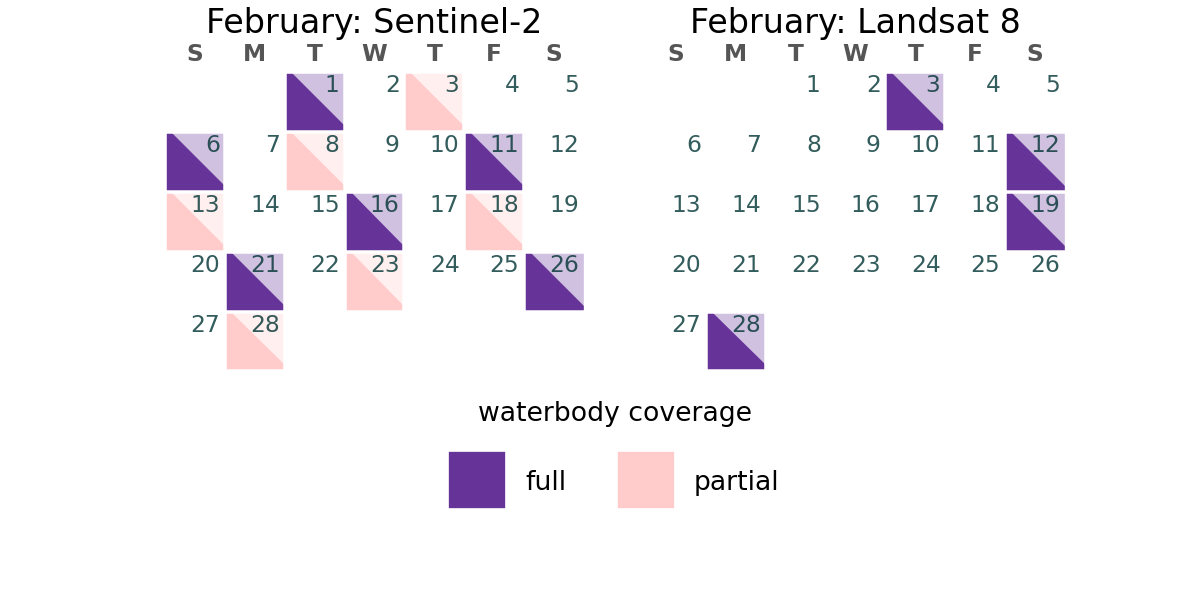 February: Sentinel-2
S M T W T F S
1 2 3 4 5
6 7 8 9 10 11 12
13 14 15 16 17 18 19
20 21 22 23 24 25 26
27 28
February: Landsat 8
S M T W T F S
1 2 3 4 5
6 7 8 9 10 11 12
13 14 15 16 17 18 19
20 21 22 23 24 25 26
27 28
waterbody coverage
full partial